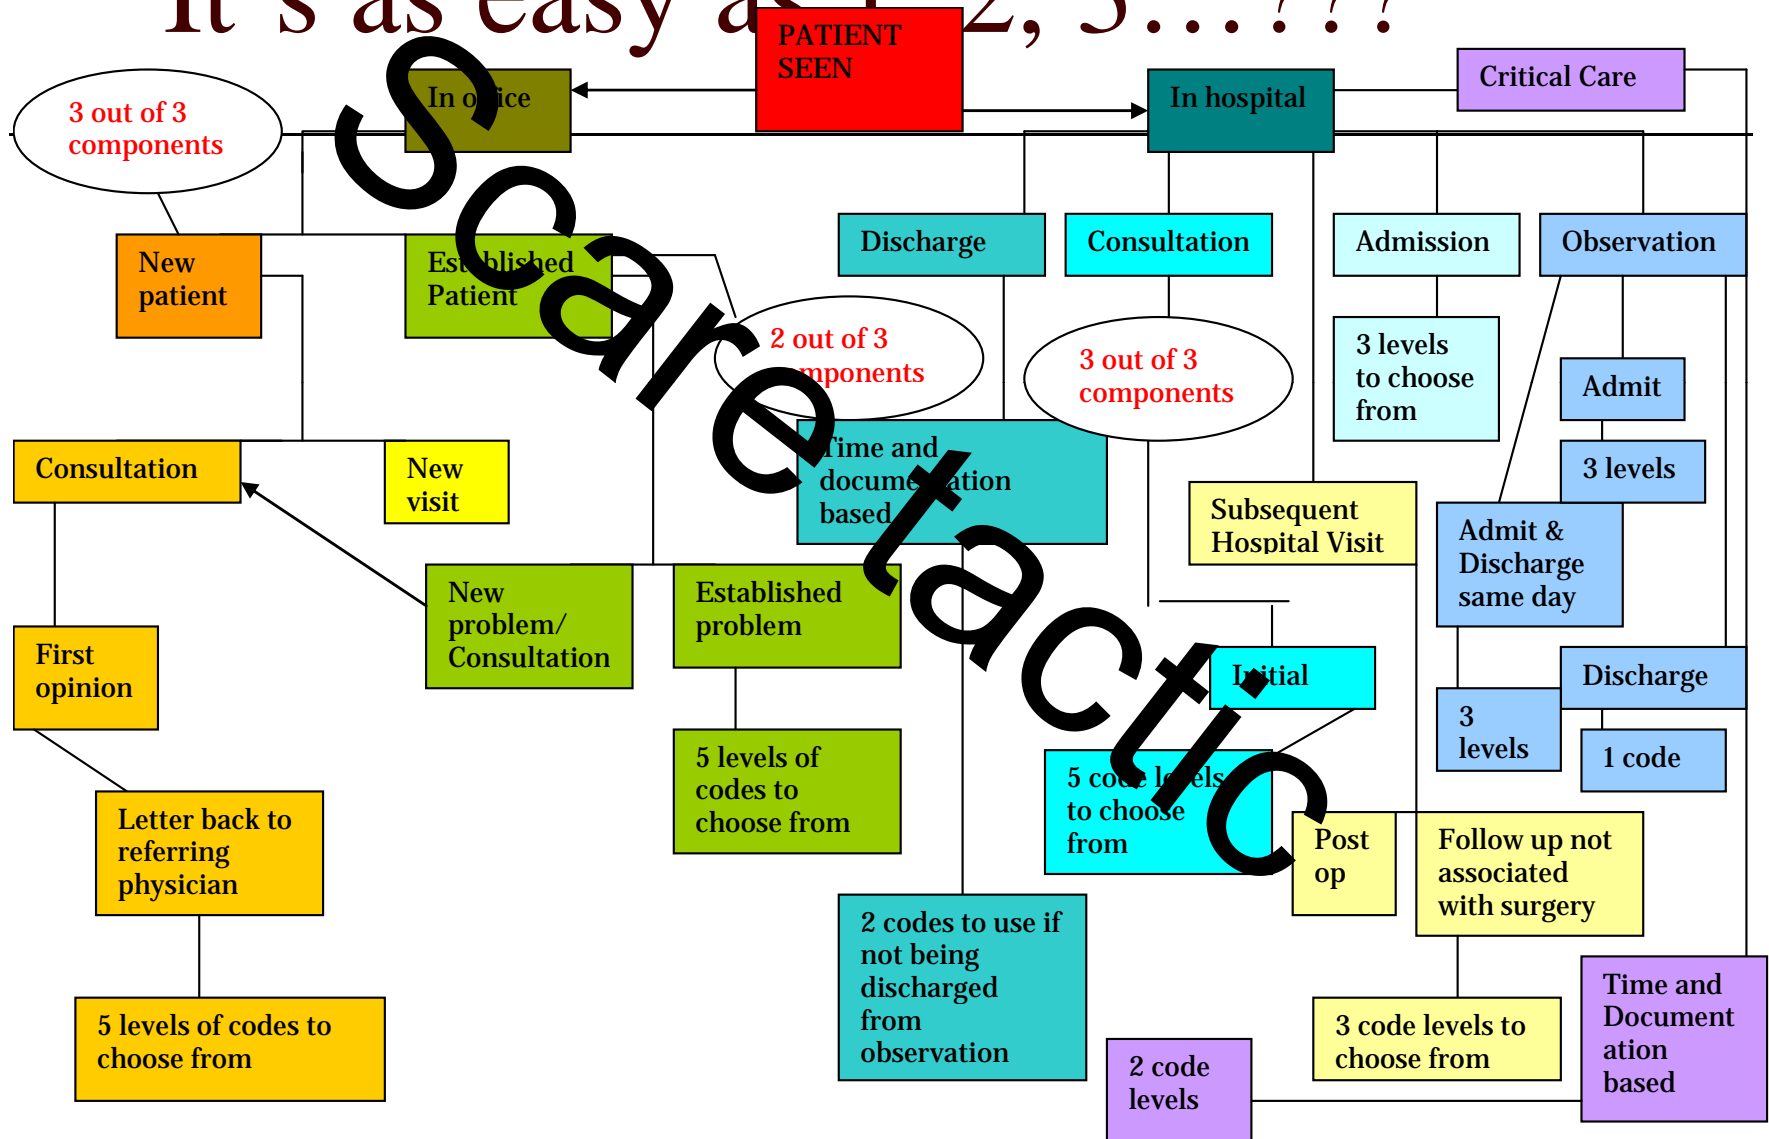 It's as easy as 1, 2, 3…???
PATIENT
SEEN
Critical Care
In office
In hospital
3 out of 3
components
Discharge
Consultation
Admission
Observation
New
patient
Established
Patient
2 out of 3
components
3 out of 3
components
3 levels
to choose
from
Admit
3 levels
Consultation
New
visit
Time and
documentation
based
Subsequent
Hospital Visit
Admit &
Discharge
same day
New
problem/
Consultation
Established
problem
First
opinion
Initial
Discharge
3
levels
1 code
5 levels of
codes to
choose from
5 code levels
to choose
from
Letter back to
referring
physician
Post
op
Follow up not
associated
with surgery
2 codes to use if
not being
discharged
from
observation
5 levels of codes to
choose from
3 code levels to
choose from
Time and
Document
ation
based
2 code
levels
Scare tactic